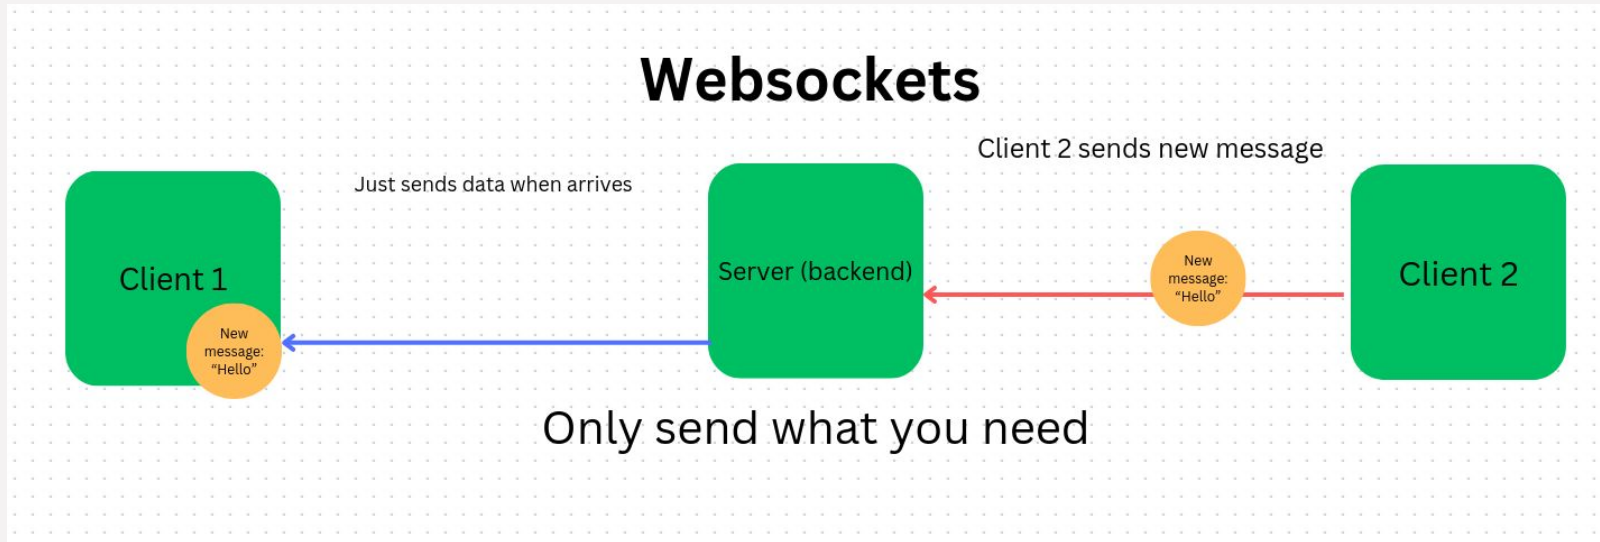 Websockets
Client 2 sends new message
Just sends data when arrives
Client 1
New
message:
“Hello”
Server (backend)
New
message:
“Hello”
Client 2
Only send what you need